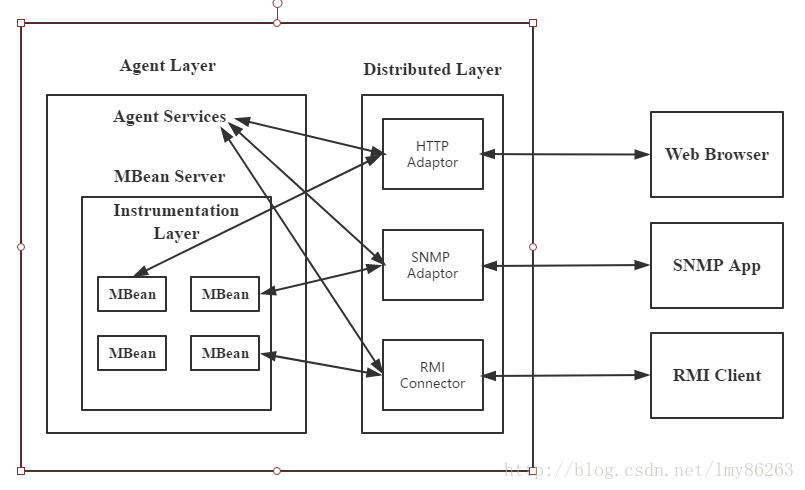 Agent Layer
Distributed Layer
Agent Services
HTTP
Adaptor
Web Browser
MBean Server
Instrumentation
Layer
SNMP
Adaptor
SNMP App
MBean
MBean
MBean
MBean
RMI
Connector
RMI Client
http://blog.csdn.net/lmy86263